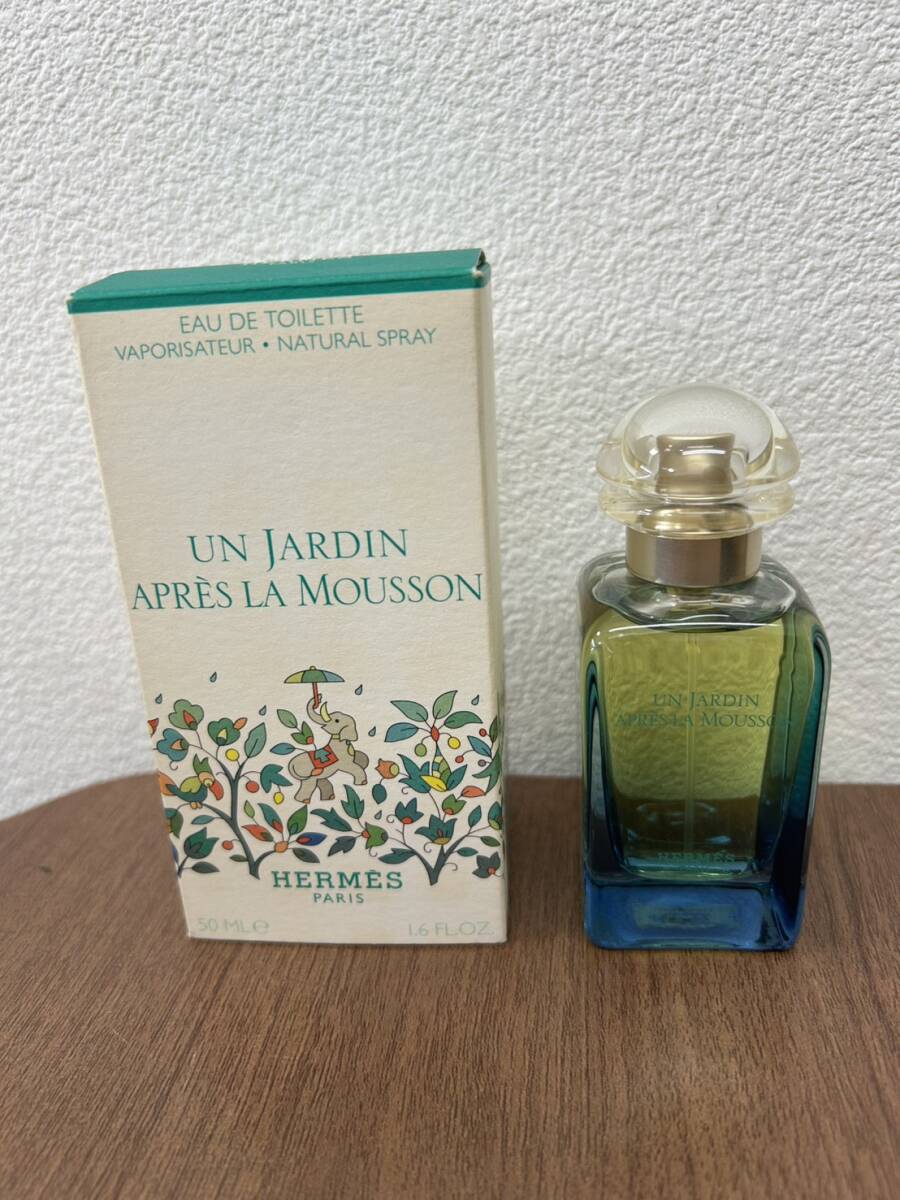 EAU DE TOILETTE
VAPORISATEUR • NATURAL SPRAY
UN JARDIN
APRÈS LA MOUSSON
HERMÈS
PARIS
50 ML℮
1.6 FL.OZ.
UN JARDIN
APRÈS LA MOUSSON
HERMÈS